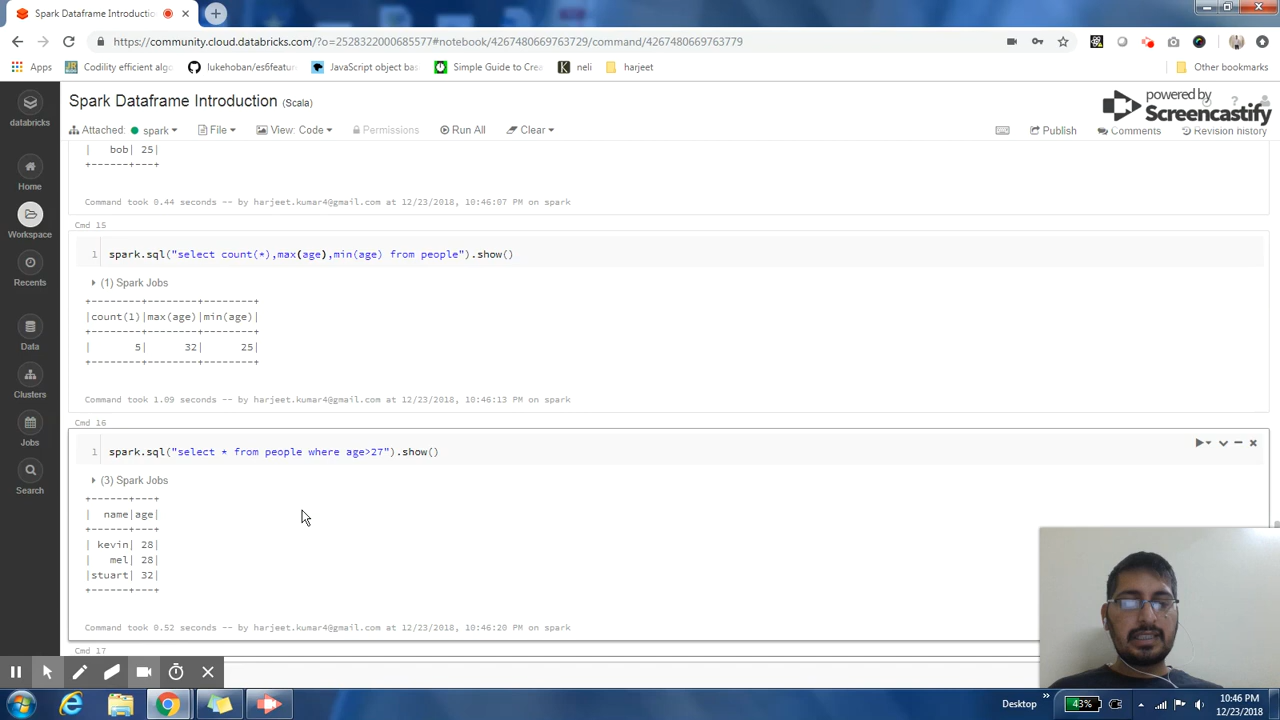 Spark Dataframe Introductio
https://community.cloud.databricks.com/?o=2528322000685577#notebook/4267480669763729/command/4267480669763779
Apps
Codility efficient algo
lukehoban/es6featur
JavaScript object bas
Simple Guide to Cre
neli
harjeet
Other bookmarks
databricks
Spark Dataframe Introduction (Scala)
powered by
Screencastify
Attached: spark
File
View: Code
Permissions
Run All
Clear
Publish
Comments
Revision history
Home
Workspace
Recents
Data
Clusters
Jobs
Search
| bob| 25|
+------+---+
Command took 0.44 seconds -- by harjeet.kumar4@gmail.com at 12/23/2018, 10:46:07 PM on spark
Cmd 15
1 spark.sql("select count(*),max(age),min(age) from people").show()
(1) Spark Jobs
+--------+--------+--------+
|count(1)|max(age)|min(age)|
+--------+--------+--------+
| 5| 32| 25|
+--------+--------+--------+
Command took 1.09 seconds -- by harjeet.kumar4@gmail.com at 12/23/2018, 10:46:13 PM on spark
Cmd 16
1 spark.sql("select * from people where age>27").show()
(3) Spark Jobs
+------+---+
| name|age|
+------+---+
| kevin| 28|
| mel| 28|
|stuart| 32|
+------+---+
Command took 0.52 seconds -- by harjeet.kumar4@gmail.com at 12/23/2018, 10:46:20 PM on spark
Cmd 17
Desktop
43%
10:46 PM
12/23/2018